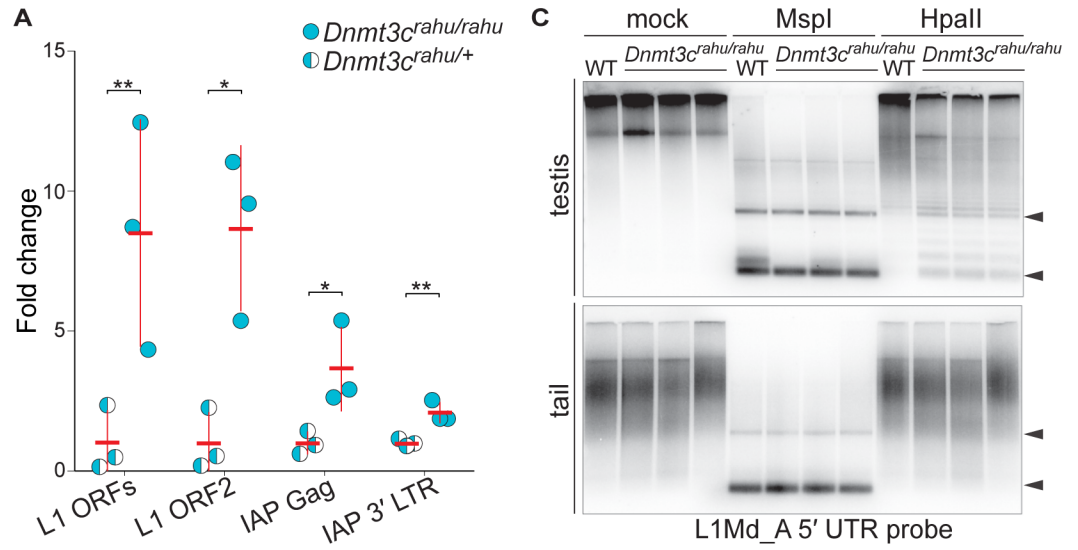 A
Dnmt3c^rahu/rahu
Dnmt3c^rahu/+
Fold change
15
10
5
0
**
*
*
**
L1 ORFs
L1 ORF2
IAP Gag
IAP 3′ LTR
C
mock
MspI
HpaII
WT
Dnmt3c^rahu/rahu
WT
Dnmt3c^rahu/rahu
WT
Dnmt3c^rahu/rahu
testis
tail
L1Md_A 5′ UTR probe